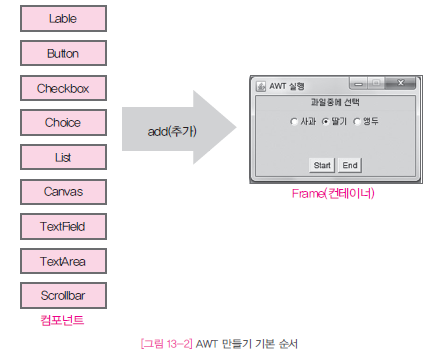 Lable
Button
Checkbox
Choice
List
Canvas
TextField
TextArea
Scrollbar
컴포넌트
add(추가)
AWT 실행
과일중에 선택
사과 딸기 앵두
Start End
Frame(컨테이너)
[그림 13-2] AWT 만들기 기본 순서